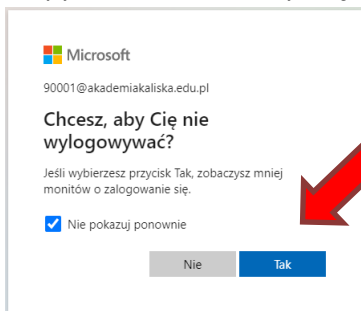 Microsoft
90001@akademiakaliska.edu.pl
Chcesz, aby Cię nie
wylogowywać?
Jeśli wybierzesz przycisk Tak, zobaczysz mniej
monitów o zalogowanie się.
Nie pokazuj ponownie
Nie Tak